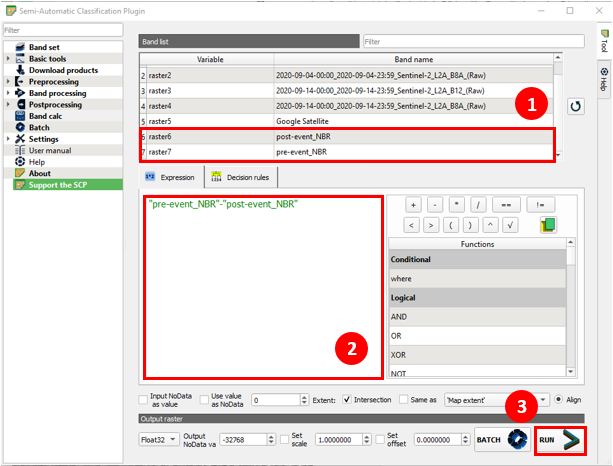 Semi-Automatic Classification Plugin
Filter
Band set
Basic tools
Download products
Preprocessing
Band processing
Postprocessing
Band calc
Batch
Settings
User manual
Help
About
Support the SCP
Band list
Filter
Variable Band name
2 raster2 2020-09-04-00:00_2020-09-04-23:59_Sentinel-2_L2A_B8A_(Raw)
3 raster3 2020-09-14-00:00_2020-09-14-23:59_Sentinel-2_L2A_B12_(Raw)
4 raster4 2020-09-14-00:00_2020-09-14-23:59_Sentinel-2_L2A_B8A_(Raw)
5 raster5 Google Satellite
6 raster6 post-event_NBR
7 raster7 pre-event_NBR
1
Tool
Help
Expression
1234 Decision rules
"pre-event_NBR"-"post-event_NBR"
2
+ - * / == !=
< > ( ) ^ √
Functions
Conditional
where
Logical
AND
OR
XOR
NOT
Input NoData as value
Use value as NoData
0
Extent:
Intersection
Same as
'Map extent'
Align
3
Output raster
Float32
Output NoData va
-32768
Set scale
1.0000000
Set offset
0.0000000
BATCH
RUN